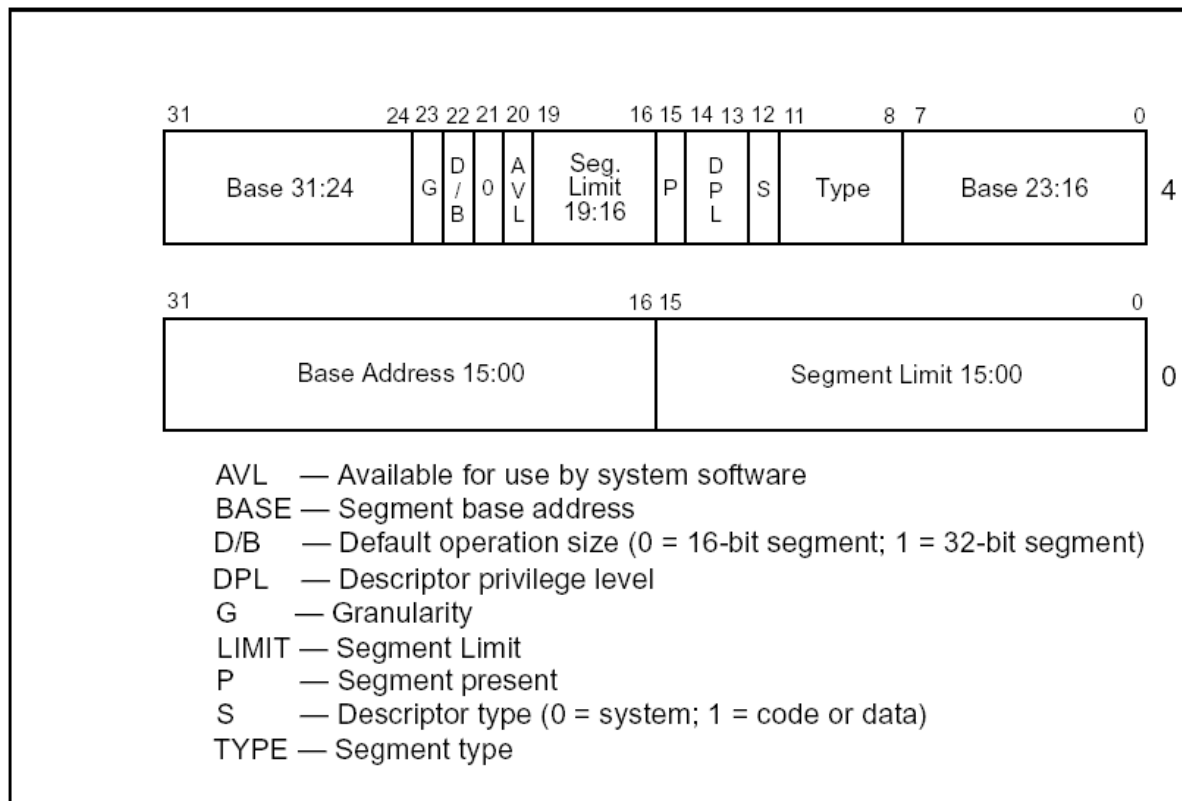 31 24 23 22 21 20 19 16 15 14 13 12 11 8 7 0
Base 31:24 G D/B 0 AVL Seg. Limit 19:16 P DPL S Type Base 23:16 4
31 16 15 0
Base Address 15:00 Segment Limit 15:00 0
AVL — Available for use by system software
BASE — Segment base address
D/B — Default operation size (0 = 16-bit segment; 1 = 32-bit segment)
DPL — Descriptor privilege level
G — Granularity
LIMIT — Segment Limit
P — Segment present
S — Descriptor type (0 = system; 1 = code or data)
TYPE — Segment type